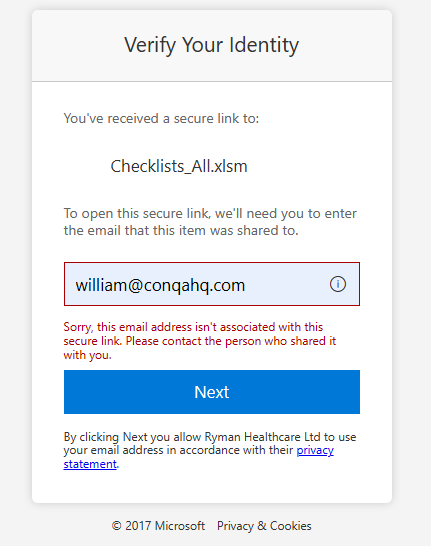 Verify Your Identity
You've received a secure link to:
Checklists_All.xlsm
To open this secure link, we'll need you to enter
the email that this item was shared to.
william@conqahq.com
Sorry, this email address isn't associated with this
secure link. Please contact the person who shared it
with you.
Next
By clicking Next you allow Ryman Healthcare Ltd to use
your email address in accordance with their privacy
statement.
© 2017 Microsoft Privacy & Cookies